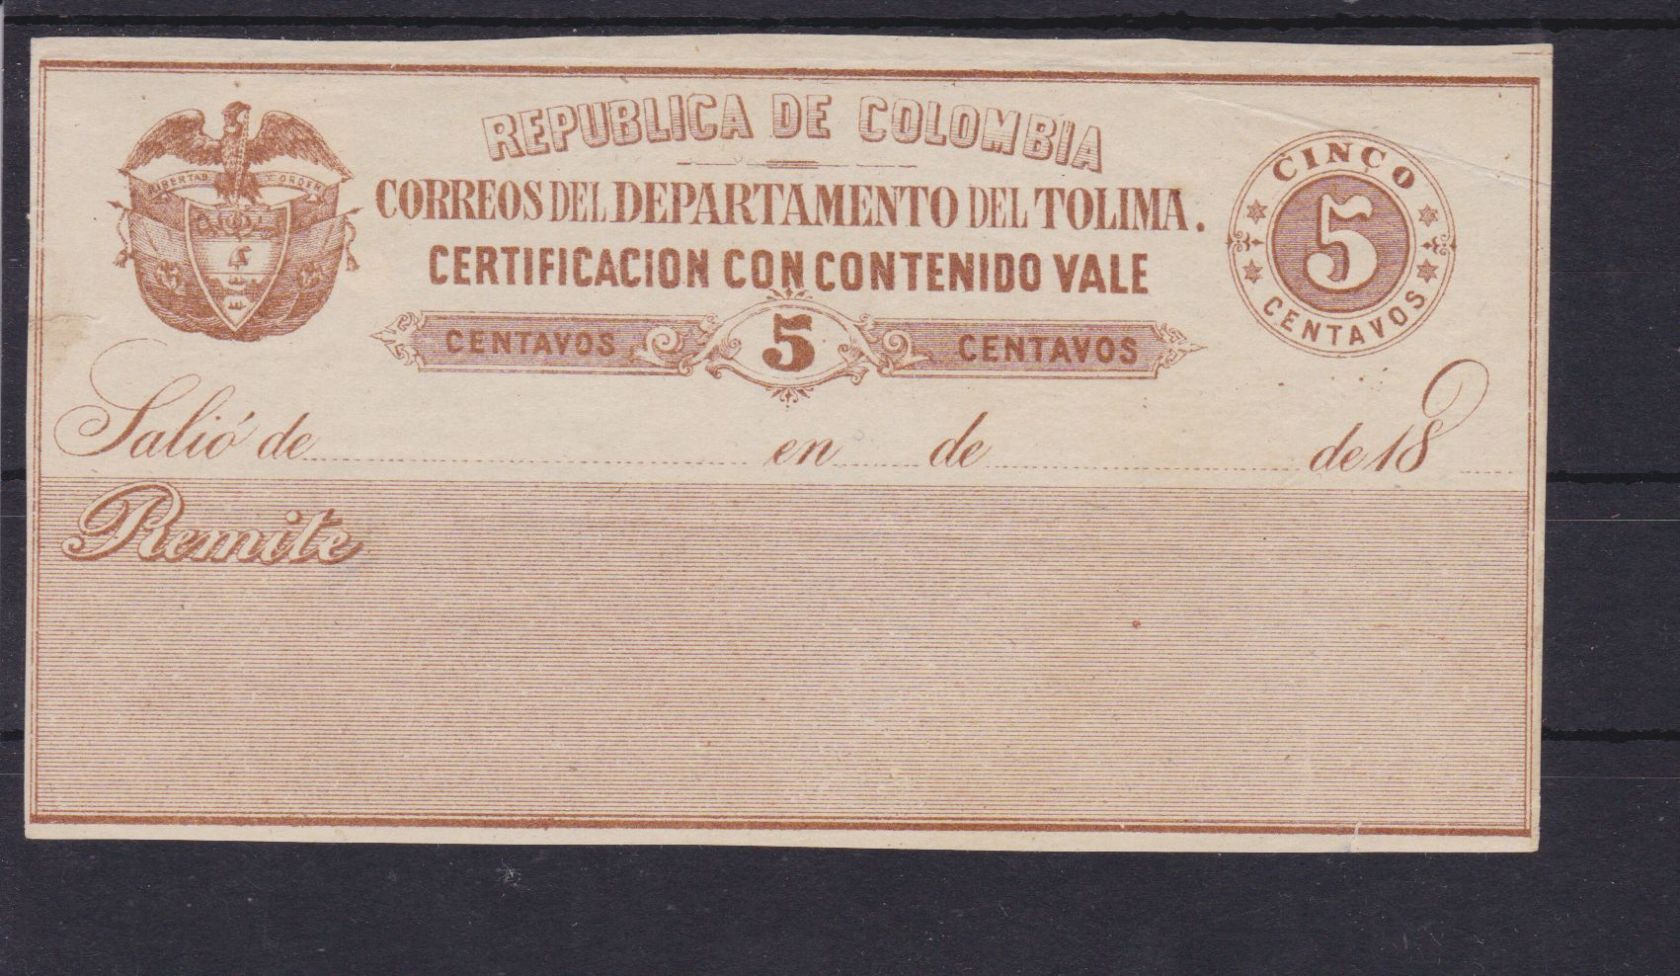 REPUBLICA DE COLOMBIA
LIBERTAD Y ORDEN
CORREOS DEL DEPARTAMENTO DEL TOLIMA.
CERTIFICACION CON CONTENIDO VALE
CENTAVOS 5 CENTAVOS
CINCO
5
CENTAVOS
Salió de en de de 18
Remite